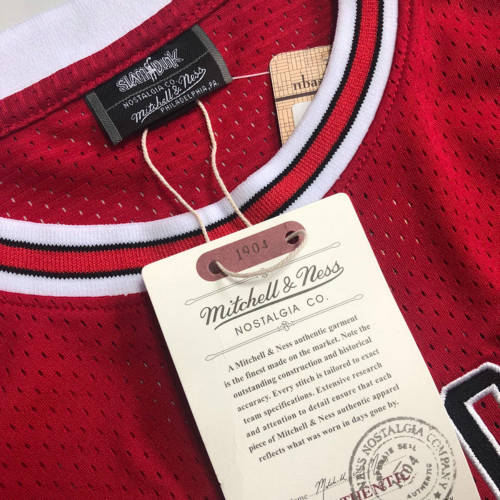 SLAM DUNK
NOSTALGIA CO.
Mitchell & Ness
PHILADELPHIA, PA
nba
1904
Mitchell & Ness
NOSTALGIA CO.
A Mitchell & Ness authentic garment
is the finest made on the market. Note the
outstanding construction and historical
accuracy. Every stitch is tailored to exact
team specifications. Extensive research
and attention to detail ensure that each
piece of Mitchell & Ness authentic apparel
reflects what was worn in days gone by.
NESS NOSTALGIA CO.
1904